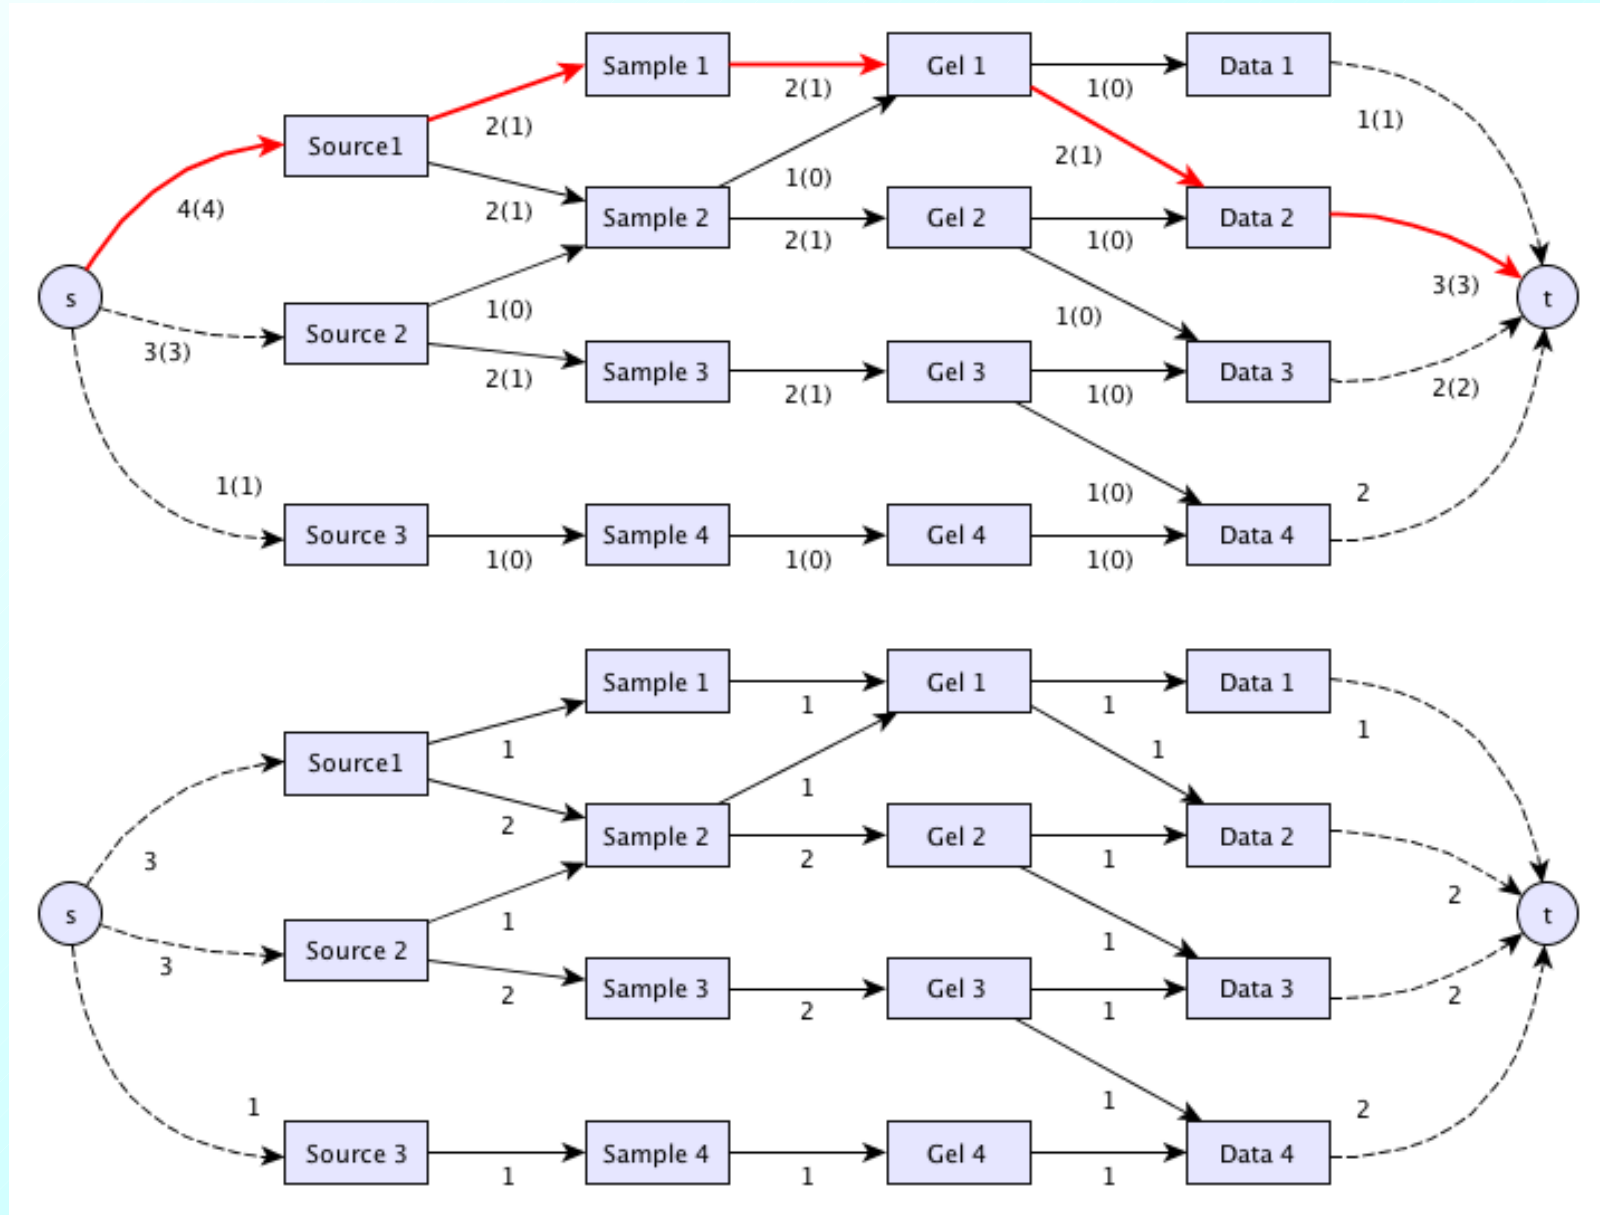 Sample 1
Gel 1
Data 1
2(1)
1(0)
1(1)
2(1)
Source1
2(1)
1(0)
4(4)
2(1)
Sample 2
Gel 2
Data 2
2(1)
1(0)
3(3)
s
t
1(0)
1(0)
Source 2
3(3)
2(1)
Sample 3
Gel 3
Data 3
2(1)
1(0)
2(2)
1(1)
1(0)
2
Source 3
Sample 4
Gel 4
Data 4
1(0)
1(0)
1(0)
Sample 1
Gel 1
Data 1
1
1
1
1
1
Source1
1
2
3
Sample 2
Gel 2
Data 2
2
1
2
s
t
1
1
Source 2
3
2
Sample 3
Gel 3
Data 3
2
1
2
1
1
2
Source 3
Sample 4
Gel 4
Data 4
1
1
1